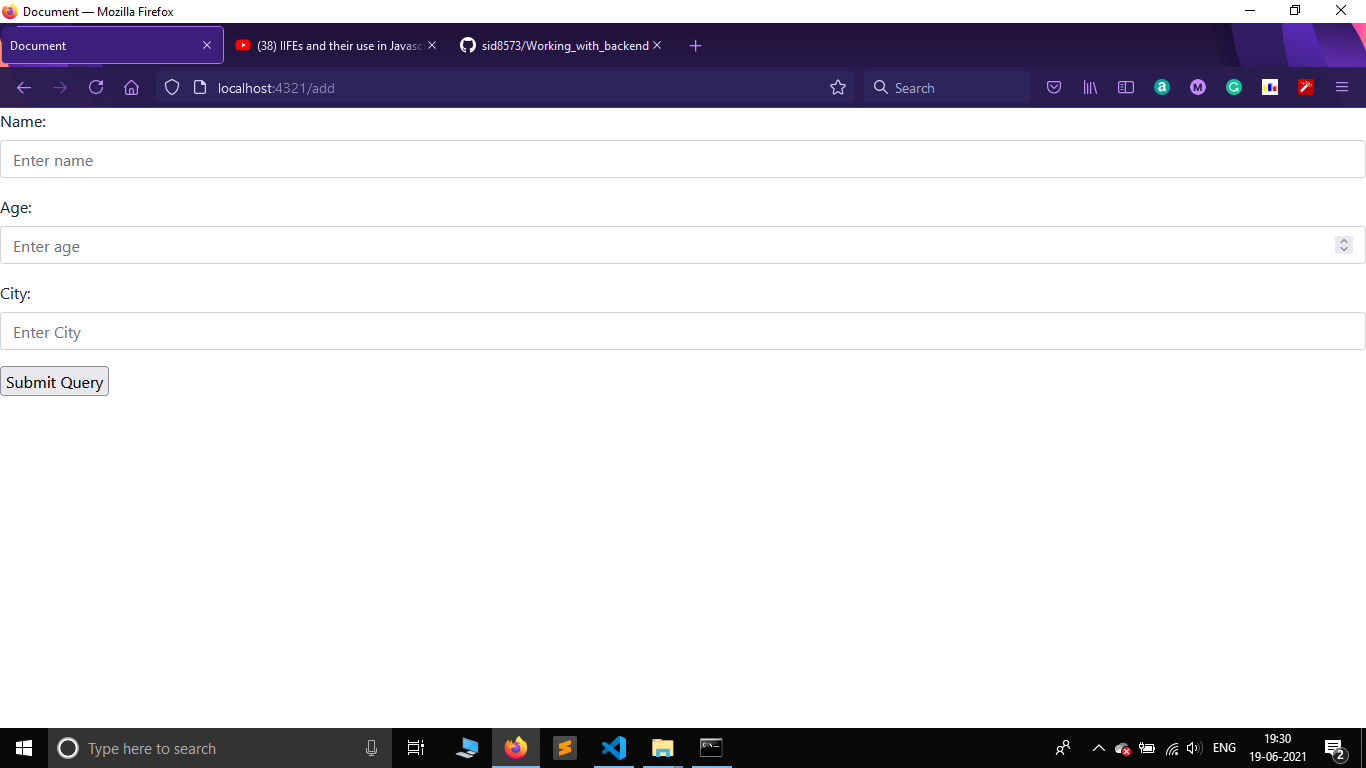 Document — Mozilla Firefox
Document
(38) IIFEs and their use in Javasc
sid8573/Working_with_backend
localhost:4321/add
Search
a
M
G
Name:
Enter name
Age:
Enter age
City:
Enter City
Submit Query
Type here to search
ENG
19:30
19-06-2021
2